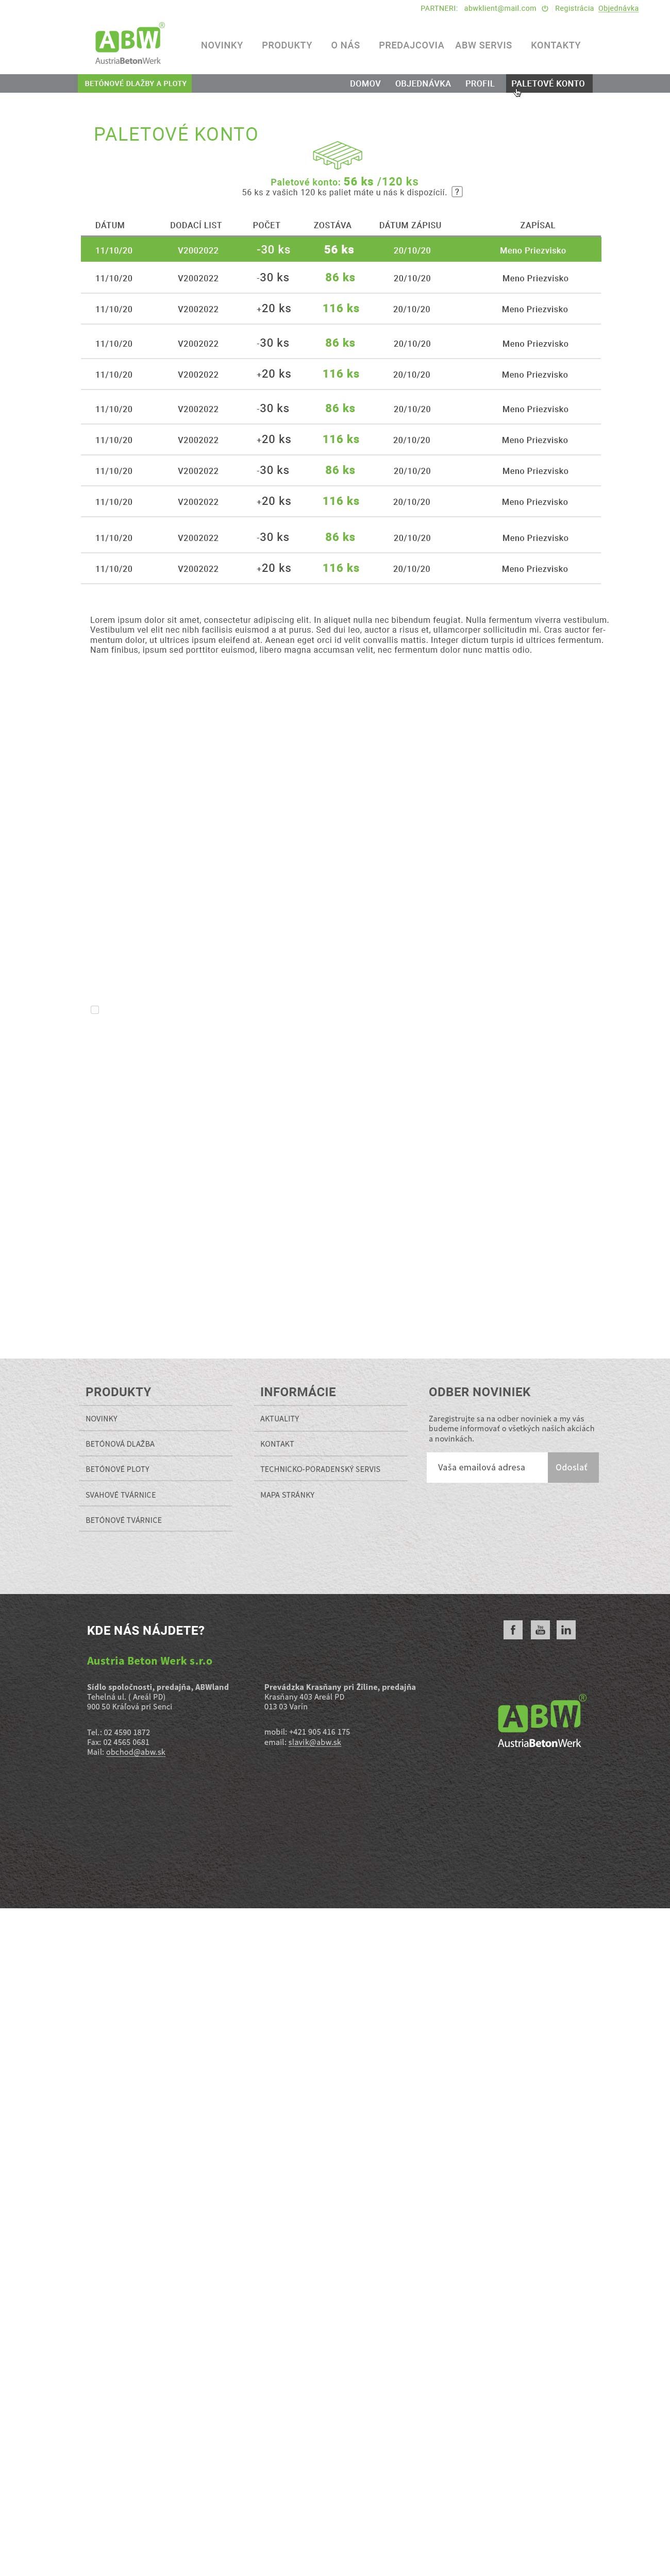 PARTNERI: abwklient@mail.com Registrácia Objednávka
ABW®
AustriaBetonWerk
NOVINKY PRODUKTY O NÁS PREDAJCOVIA ABW SERVIS KONTAKTY
BETÓNOVÉ DLAŽBY A PLOTY DOMOV OBJEDNÁVKA PROFIL PALETOVÉ KONTO
PALETOVÉ KONTO
Paletové konto: 56 ks /120 ks
56 ks z vašich 120 ks paliet máte u nás k dispozícii. ?
DÁTUM DODACÍ LIST POČET ZOSTÁVA DÁTUM ZÁPISU ZAPÍSAL
11/10/20 V2002022 -30 ks 56 ks 20/10/20 Meno Priezvisko
11/10/20 V2002022 -30 ks 86 ks 20/10/20 Meno Priezvisko
11/10/20 V2002022 +20 ks 116 ks 20/10/20 Meno Priezvisko
11/10/20 V2002022 -30 ks 86 ks 20/10/20 Meno Priezvisko
11/10/20 V2002022 +20 ks 116 ks 20/10/20 Meno Priezvisko
11/10/20 V2002022 -30 ks 86 ks 20/10/20 Meno Priezvisko
11/10/20 V2002022 +20 ks 116 ks 20/10/20 Meno Priezvisko
11/10/20 V2002022 -30 ks 86 ks 20/10/20 Meno Priezvisko
11/10/20 V2002022 +20 ks 116 ks 20/10/20 Meno Priezvisko
11/10/20 V2002022 -30 ks 86 ks 20/10/20 Meno Priezvisko
11/10/20 V2002022 +20 ks 116 ks 20/10/20 Meno Priezvisko
Lorem ipsum dolor sit amet, consectetur adipiscing elit. In aliquet nulla nec bibendum feugiat. Nulla fermentum viverra vestibulum.
Vestibulum vel elit nec nibh facilisis euismod a at purus. Sed dui leo, auctor a risus et, ullamcorper sollicitudin mi. Cras auctor fer-
mentum dolor, ut ultrices ipsum eleifend at. Aenean eget orci id velit convallis mattis. Integer dictum turpis id ultrices fermentum.
Nam finibus, ipsum sed porttitor euismod, libero magna accumsan velit, nec fermentum dolor nunc mattis odio.
PRODUKTY
NOVINKY
BETÓNOVÁ DLAŽBA
BETÓNOVÉ PLOTY
SVAHOVÉ TVÁRNICE
BETÓNOVÉ TVÁRNICE
INFORMÁCIE
AKTUALITY
KONTAKT
TECHNICKO-PORADENSKÝ SERVIS
MAPA STRÁNKY
ODBER NOVINIEK
Zaregistrujte sa na odber noviniek a my vás
budeme informovať o všetkých našich akciách
a novinkách.
Vaša emailová adresa Odoslať
KDE NÁS NÁJDETE?
f You Tube in
Austria Beton Werk s.r.o
Sídlo spoločnosti, predajňa, ABWland
Tehelná ul. ( Areál PD)
900 50 Kráľová pri Senci
Tel.: 02 4590 1872
Fax: 02 4565 0681
Mail: obchod@abw.sk
Prevádzka Krasňany pri Žiline, predajňa
Krasňany 403 Areál PD
013 03 Varín
mobil: +421 905 416 175
email: slavik@abw.sk
ABW®
AustriaBetonWerk